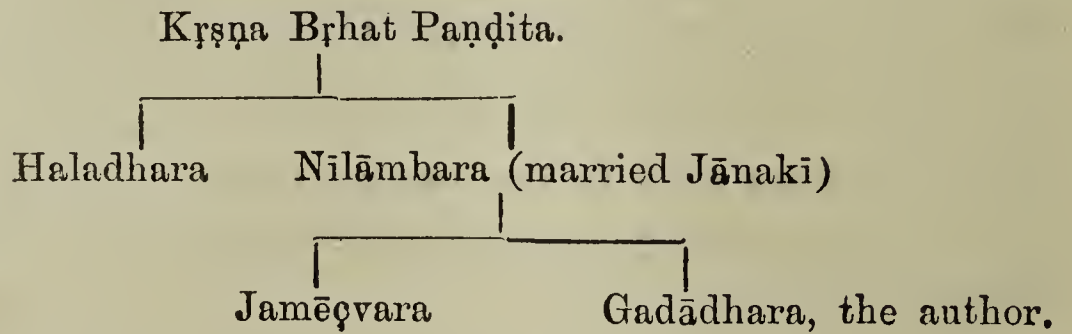 Kṛṣṇa Bṛhat Paṇḍita.
Haladhara Nīlāmbara (married Jānakī)
Jamēçvara Gadādhara, the author.